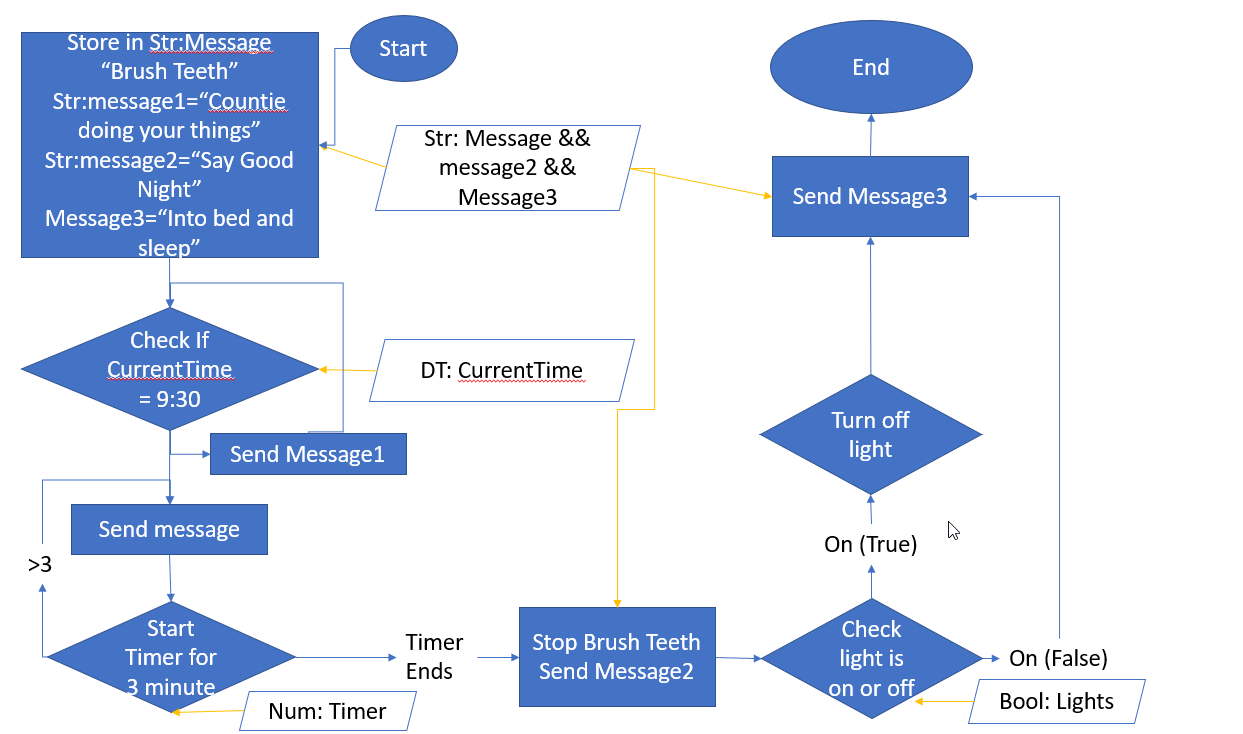 Store in Str:Message
“Brush Teeth”
Str:message1=“Countie
doing your things”
Str:message2=“Say Good
Night”
Message3=“Into bed and
sleep”
Start
Str: Message &&
message2 &&
Message3
End
Send Message3
Check If
CurrentTime
= 9:30
DT: CurrentTime
Send Message1
Send message
>3
Start
Timer for
3 minute
Num: Timer
Timer
Ends
Stop Brush Teeth
Send Message2
Turn off
light
On (True)
Check
light is
on or off
On (False)
Bool: Lights